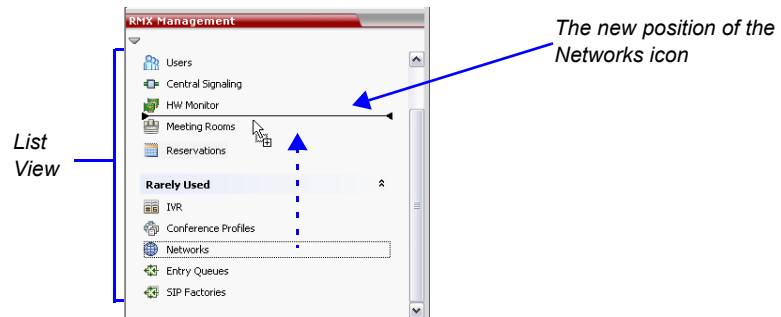 RMX Management
The new position of the
Networks icon
Users
Central Signaling
HW Monitor
Meeting Rooms
Reservations
List
View
Rarely Used
IVR
Conference Profiles
Networks
Entry Queues
SIP Factories